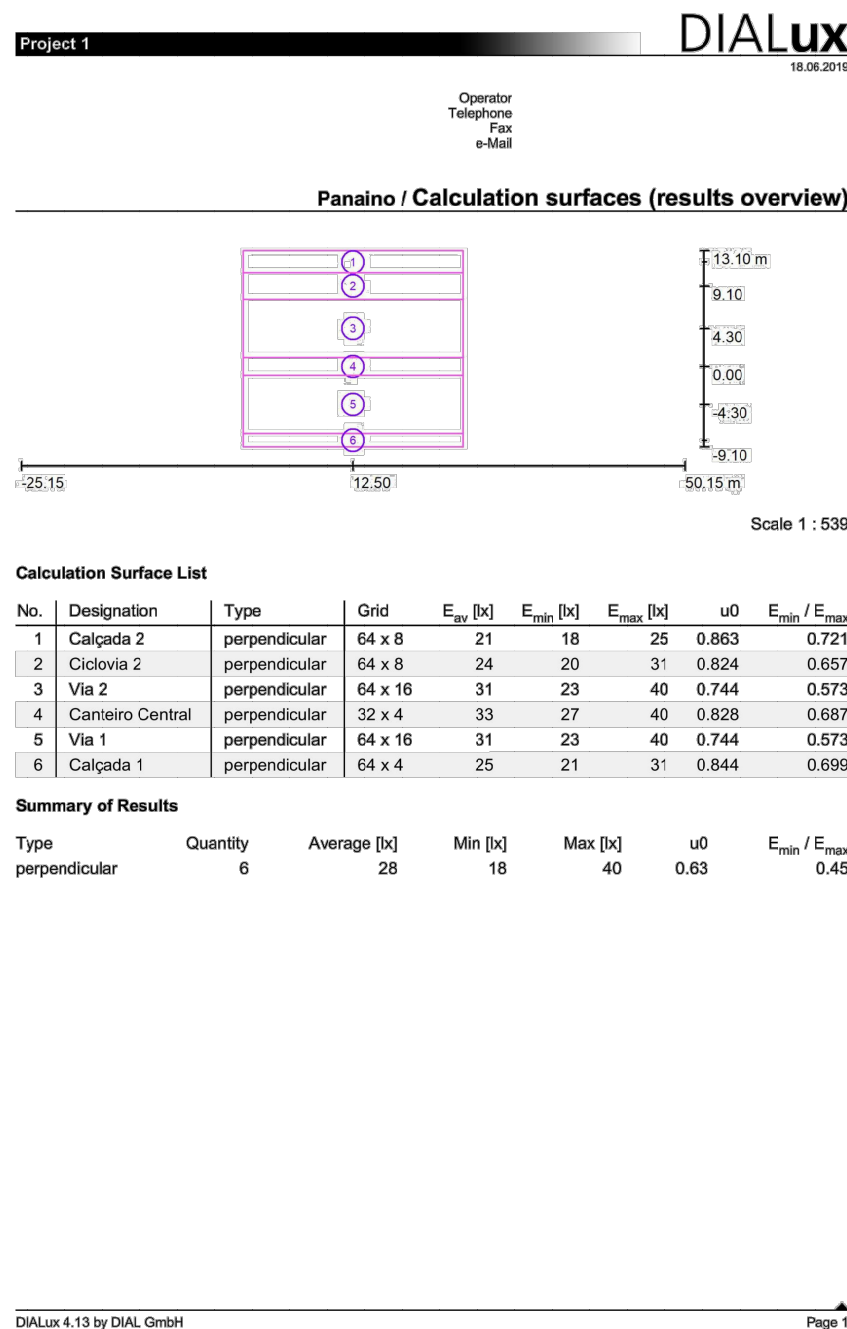 DIALux
Project 1
18.06.2019
Operator
Telephone
Fax
e-Mail
Panaino / Calculation surfaces (results overview)
1
2
3
4
5
6
13.10 m
9.10
4.30
0.00
-4.30
-9.10
-25.15 12.50 50.15 m
Scale 1 : 539
Calculation Surface List
No. Designation Type Grid Eav [lx] Emin [lx] Emax [lx] u0 Emin / Emax
1 Calçada 2 perpendicular 64 x 8 21 18 25 0.863 0.721
2 Ciclovia 2 perpendicular 64 x 8 24 20 31 0.824 0.657
3 Via 2 perpendicular 64 x 16 31 23 40 0.744 0.573
4 Canteiro Central perpendicular 32 x 4 33 27 40 0.828 0.687
5 Via 1 perpendicular 64 x 16 31 23 40 0.744 0.573
6 Calçada 1 perpendicular 64 x 4 25 21 31 0.844 0.699
Summary of Results
Type Quantity Average [lx] Min [lx] Max [lx] u0 Emin / Emax
perpendicular 6 28 18 40 0.63 0.45
DIALux 4.13 by DIAL GmbH Page 1